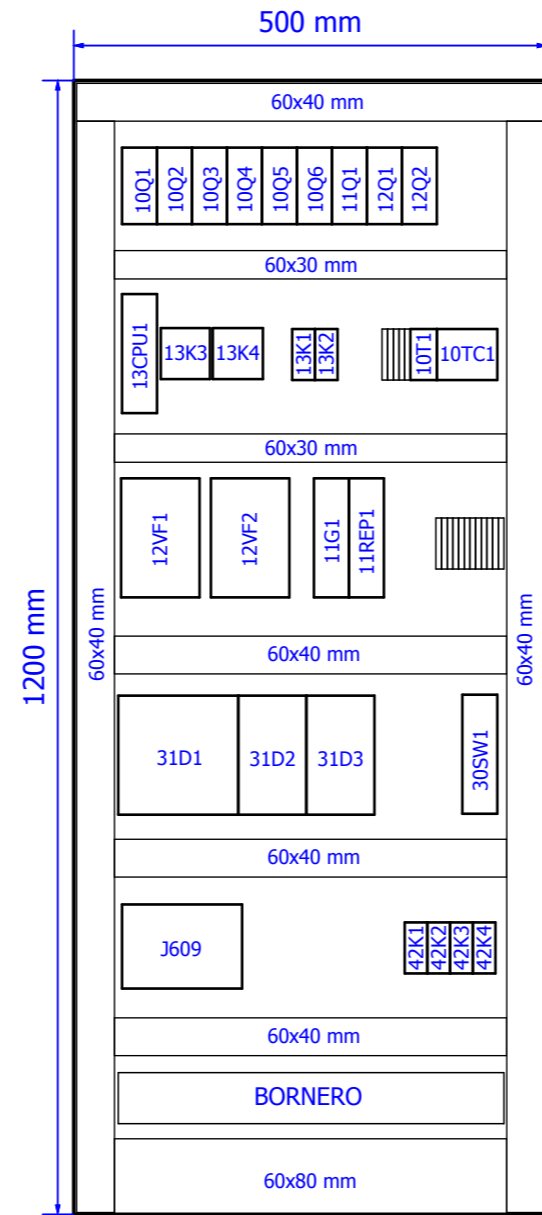 500 mm
60x40 mm
10Q1 10Q2 10Q3 10Q4 10Q5 10Q6 11Q1 12Q1 12Q2
60x30 mm
13CPU1 13K3 13K4 13K1 13K2 10T1 10TC1
60x30 mm
12VF1 12VF2 11G1 11REP1
1200 mm
60x40 mm
60x40 mm
60x40 mm
31D1 31D2 31D3 30SW1
60x40 mm
J609 42K1 42K2 42K3 42K4
60x40 mm
BORNERO
60x80 mm